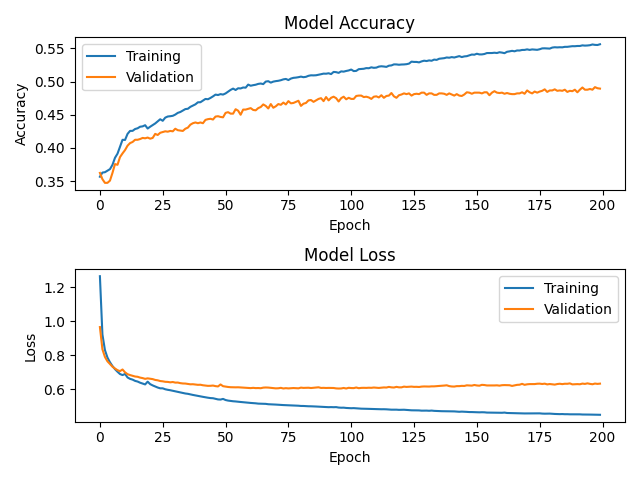 Model Accuracy
Accuracy
0.55
0.50
0.45
0.40
0.35
Training
Validation
0 25 50 75 100 125 150 175 200
Epoch
Model Loss
Loss
1.2
1.0
0.8
0.6
Training
Validation
0 25 50 75 100 125 150 175 200
Epoch